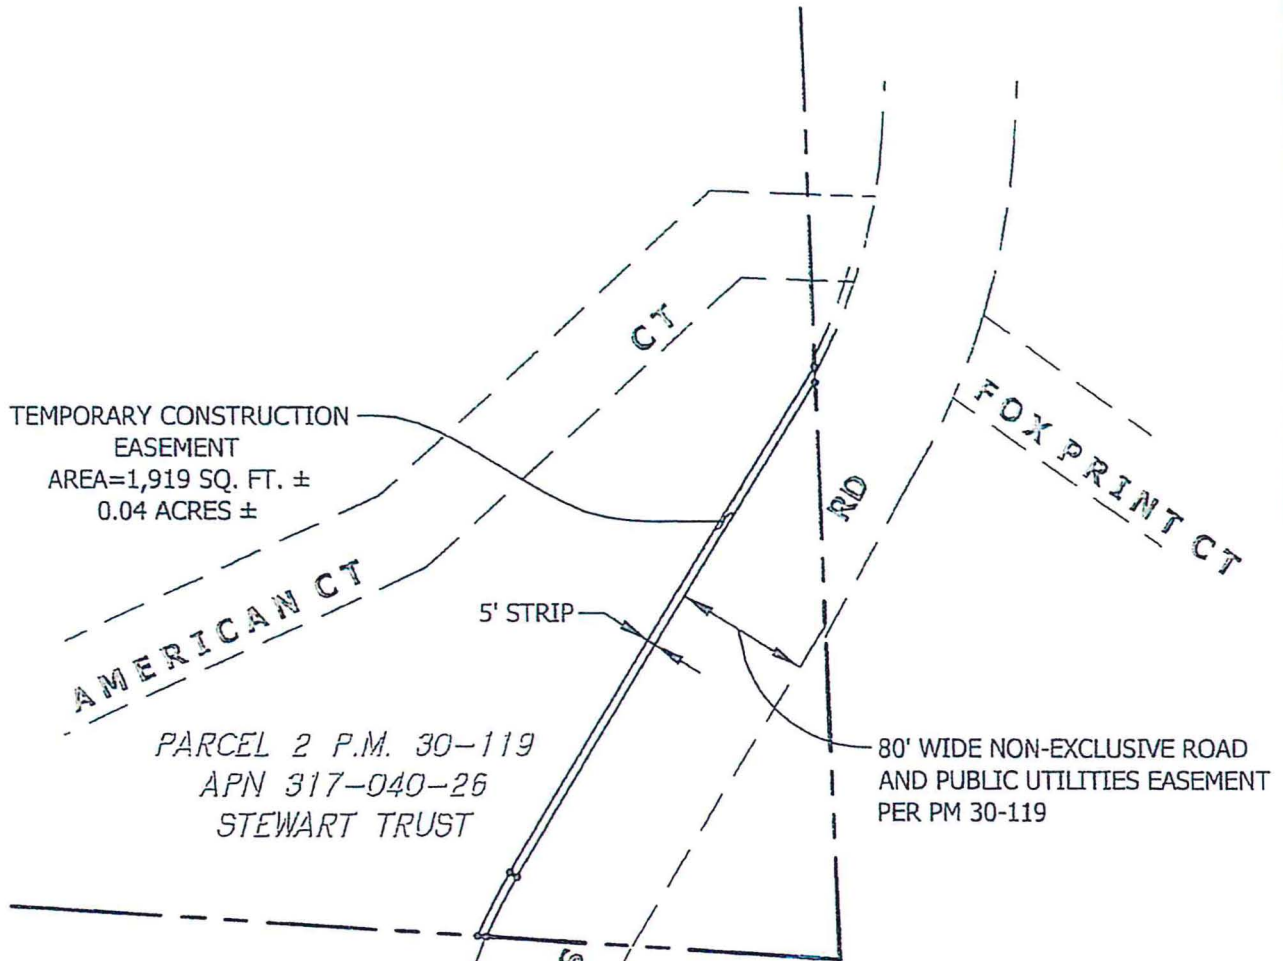 CT
TEMPORARY CONSTRUCTION
EASEMENT
AREA=1,919 SQ. FT. ±
0.04 ACRES ±
FOX PRINT CT
RD
AMERICAN CT
5' STRIP
PARCEL 2 P.M. 30-119
APN 317-040-26
STEWART TRUST
80' WIDE NON-EXCLUSIVE ROAD
AND PUBLIC UTILITIES EASEMENT
PER PM 30-119